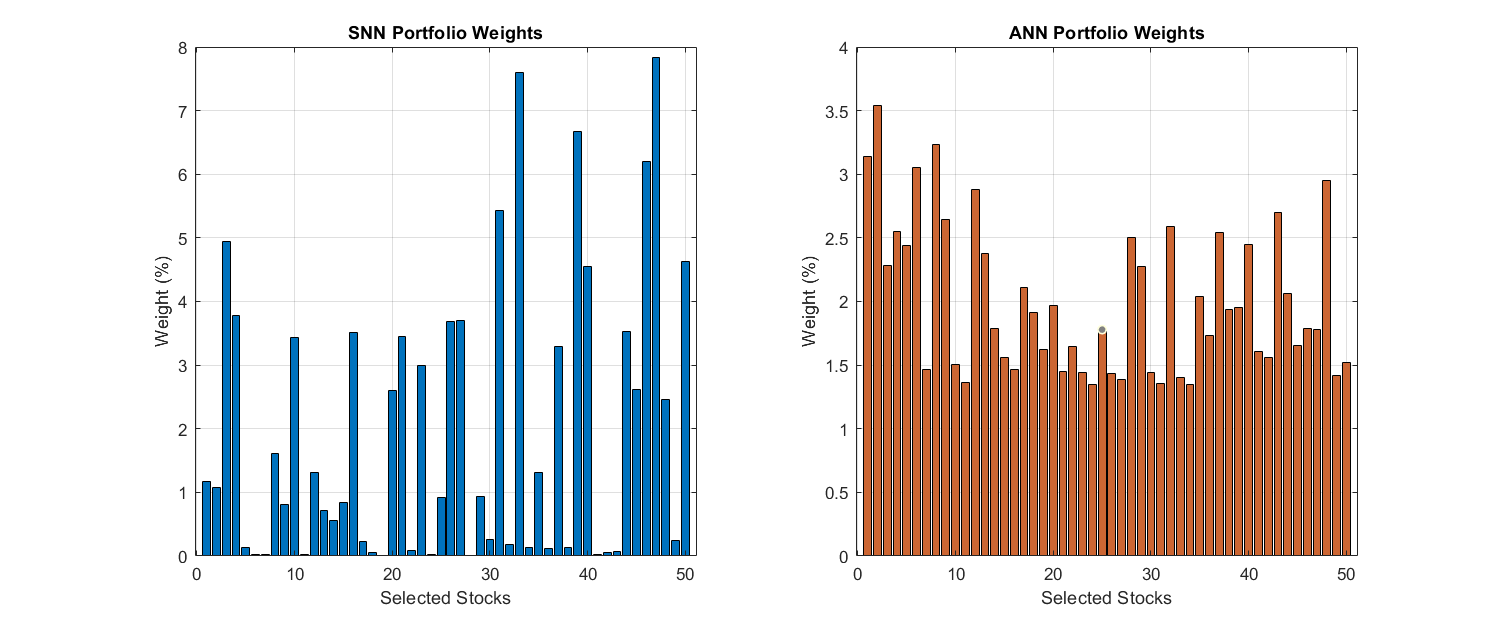 SNN Portfolio Weights
8
7
6
5
4
3
2
1
0
Weight (%)
0 10 20 30 40 50
Selected Stocks
ANN Portfolio Weights
4
3.5
3
2.5
2
1.5
1
0.5
0
Weight (%)
0 10 20 30 40 50
Selected Stocks